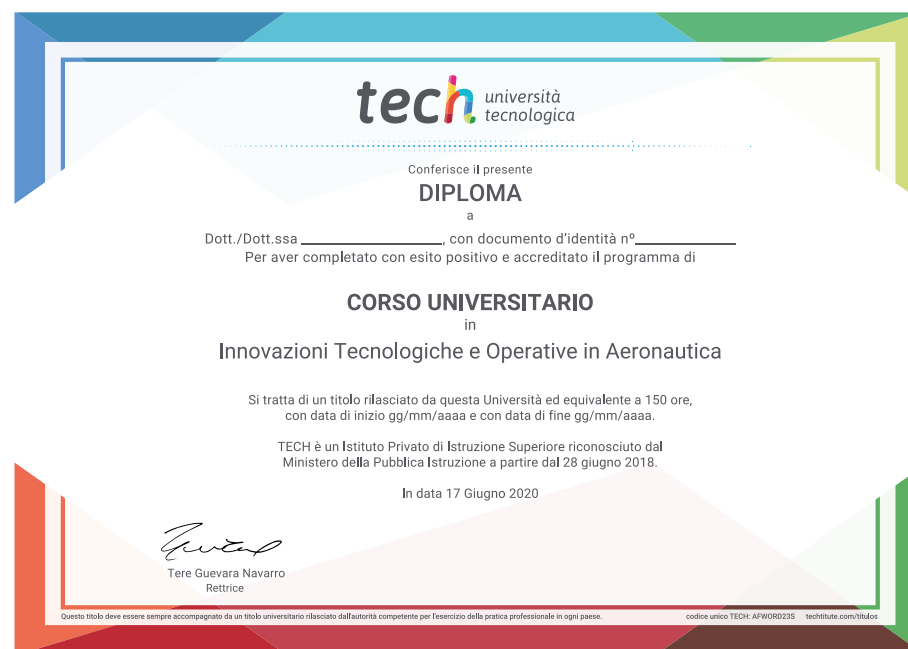 tech università
tecnologica
Conferisce il presente
DIPLOMA
a
Dott./Dott.ssa ____________________, con documento d'identità nº______________
Per aver completato con esito positivo e accreditato il programma di
CORSO UNIVERSITARIO
in
Innovazioni Tecnologiche e Operative in Aeronautica
Si tratta di un titolo rilasciato da questa Università ed equivalente a 150 ore,
con data di inizio gg/mm/aaaa e con data di fine gg/mm/aaaa.
TECH è un Istituto Privato di Istruzione Superiore riconosciuto dal
Ministero della Pubblica Istruzione a partire dal 28 giugno 2018.
In data 17 Giugno 2020
Tere Guevara Navarro
Rettrice
Questo titolo deve essere sempre accompagnato da un titolo universitario rilasciato dall'autorità competente per l'esercizio della pratica professionale in ogni paese. codice unico TECH: AFWORD23S techtitute.com/titulos